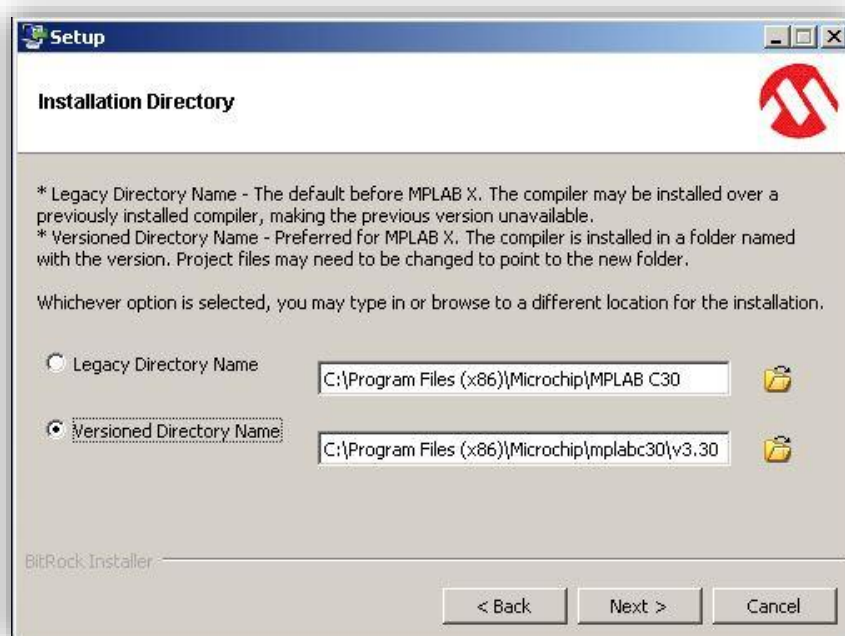 Setup
Installation Directory
* Legacy Directory Name - The default before MPLAB X. The compiler may be installed over a
previously installed compiler, making the previous version unavailable.
* Versioned Directory Name - Preferred for MPLAB X. The compiler is installed in a folder named
with the version. Project files may need to be changed to point to the new folder.
Whichever option is selected, you may type in or browse to a different location for the installation.
Legacy Directory Name
C:\Program Files (x86)\Microchip\MPLAB C30
Versioned Directory Name
C:\Program Files (x86)\Microchip\mplabc30\v3.30
BitRock Installer
< Back
Next >
Cancel